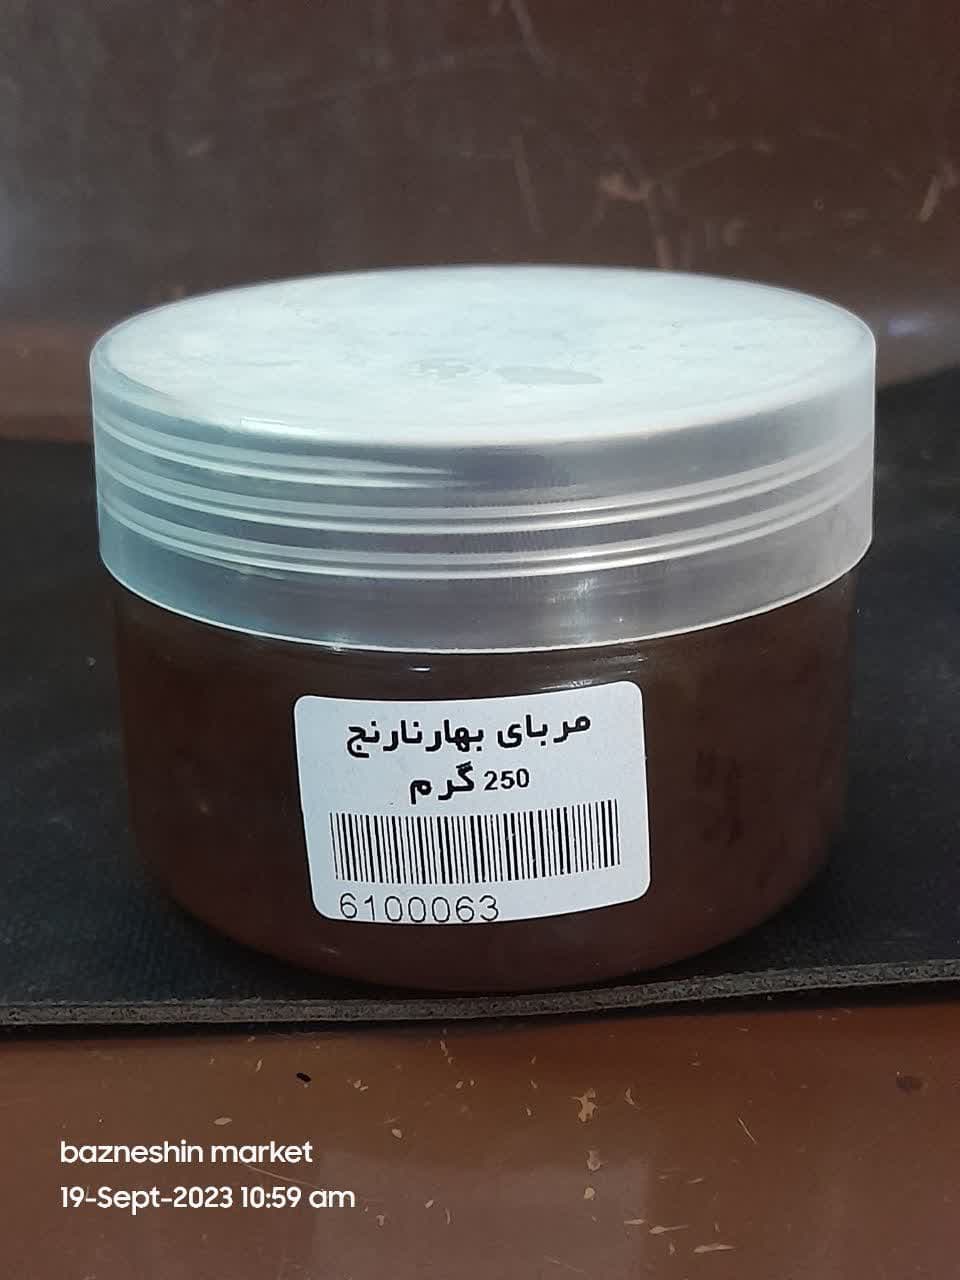 مربای بهارنارنج
250 گرم
6100063
bazneshin market
19-Sept-2023 10:59 am